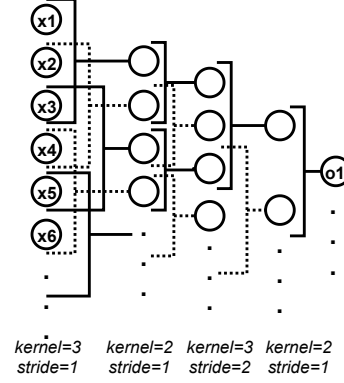 x1
x2
x3
x4
x5
x6
o1
kernel=3 kernel=2 kernel=3 kernel=2
stride=1 stride=1 stride=2 stride=1